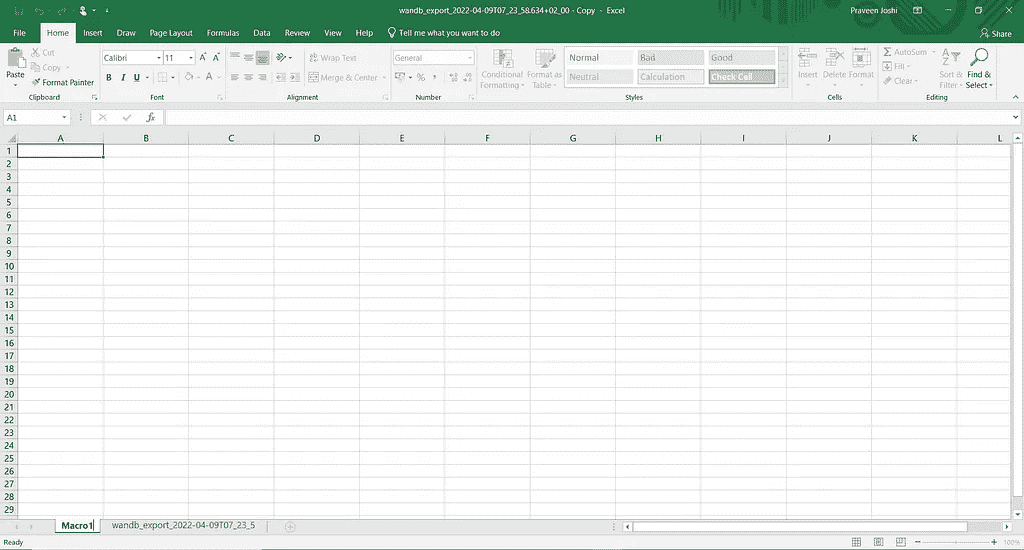 wandb_export_2022-04-09T07_23_58.634+02_00 - Copy - Excel
Praveen Joshi
File Home Insert Draw Page Layout Formulas Data Review View Help Tell me what you want to do
Share
Paste
Cut
Copy
Format Painter
Clipboard
Calibri 11
B I U
Font
Wrap Text
Merge & Center
Alignment
General
%
Number
Conditional Formatting
Format as Table
Normal Bad Good
Neutral Calculation Check Cell
Styles
Insert Delete Format
Cells
AutoSum
Fill
Clear
Sort & Filter
Find & Select
Editing
A1
fx
A B C D E F G H I J K L
1
2
3
4
5
6
7
8
9
10
11
12
13
14
15
16
17
18
19
20
21
22
23
24
25
26
27
28
29
Macro1 wandb_export_2022-04-09T07_23_5
Ready
100%